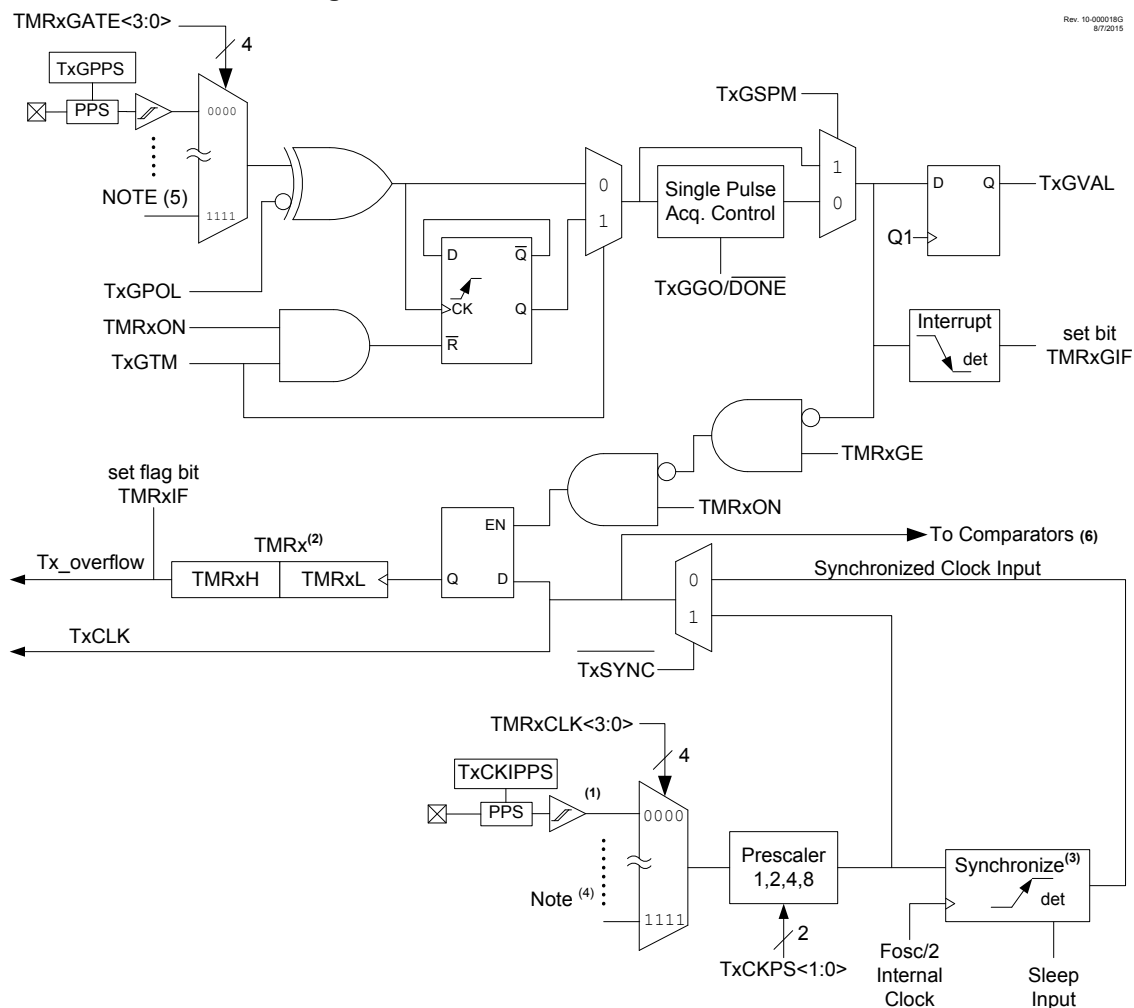 TMRxGATE<3:0>
4
Rev. 10-000018G
8/7/2015
TxGPPS
PPS
0000
NOTE (5)
1111
TxGPOL
TMRxON
TxGTM
D
Q
CK
Q
R
0
1
Single Pulse
Acq. Control
TxGGO/DONE
TxGSPM
1
0
D
Q
Q1
TxGVAL
Interrupt
det
set bit
TMRxGIF
TMRxGE
TMRxON
set flag bit
TMRxIF
Tx_overflow
TMRx(2)
TMRxH
TMRxL
EN
Q
D
To Comparators (6)
Synchronized Clock Input
0
1
TxCLK
TxSYNC
TMRxCLK<3:0>
4
TxCKIPPS
PPS
(1)
0000
Note (4)
1111
Prescaler
1,2,4,8
2
TxCKPS<1:0>
Synchronize(3)
det
Fosc/2
Internal
Clock
Sleep
Input